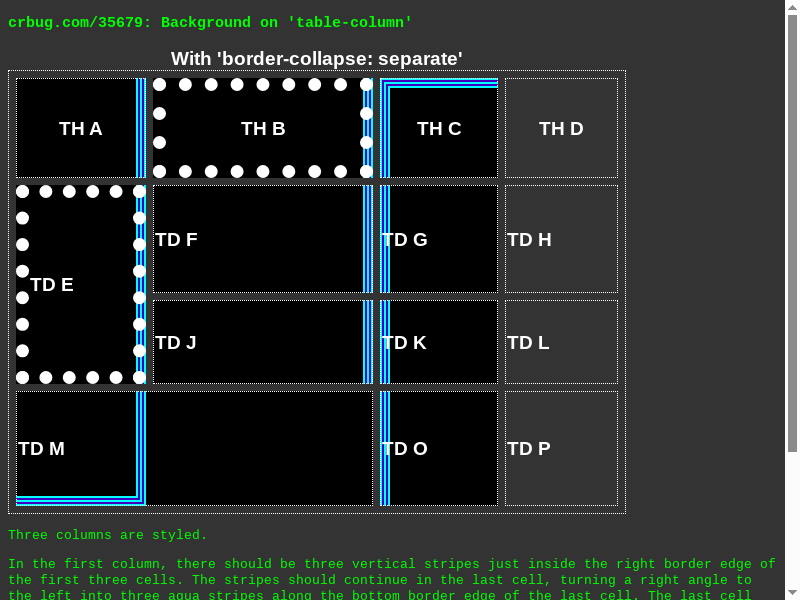 crbug.com/35679: Background on 'table-column'
With 'border-collapse: separate'
TH A TH B TH C TH D
TD E TD F TD G TD H
TD J TD K TD L
TD M TD O TD P
Three columns are styled.
In the first column, there should be three vertical stripes just inside the right border edge of
the first three cells. The stripes should continue in the last cell, turning a right angle to
the left into three aqua stripes along the bottom border edge of the last cell. The last cell